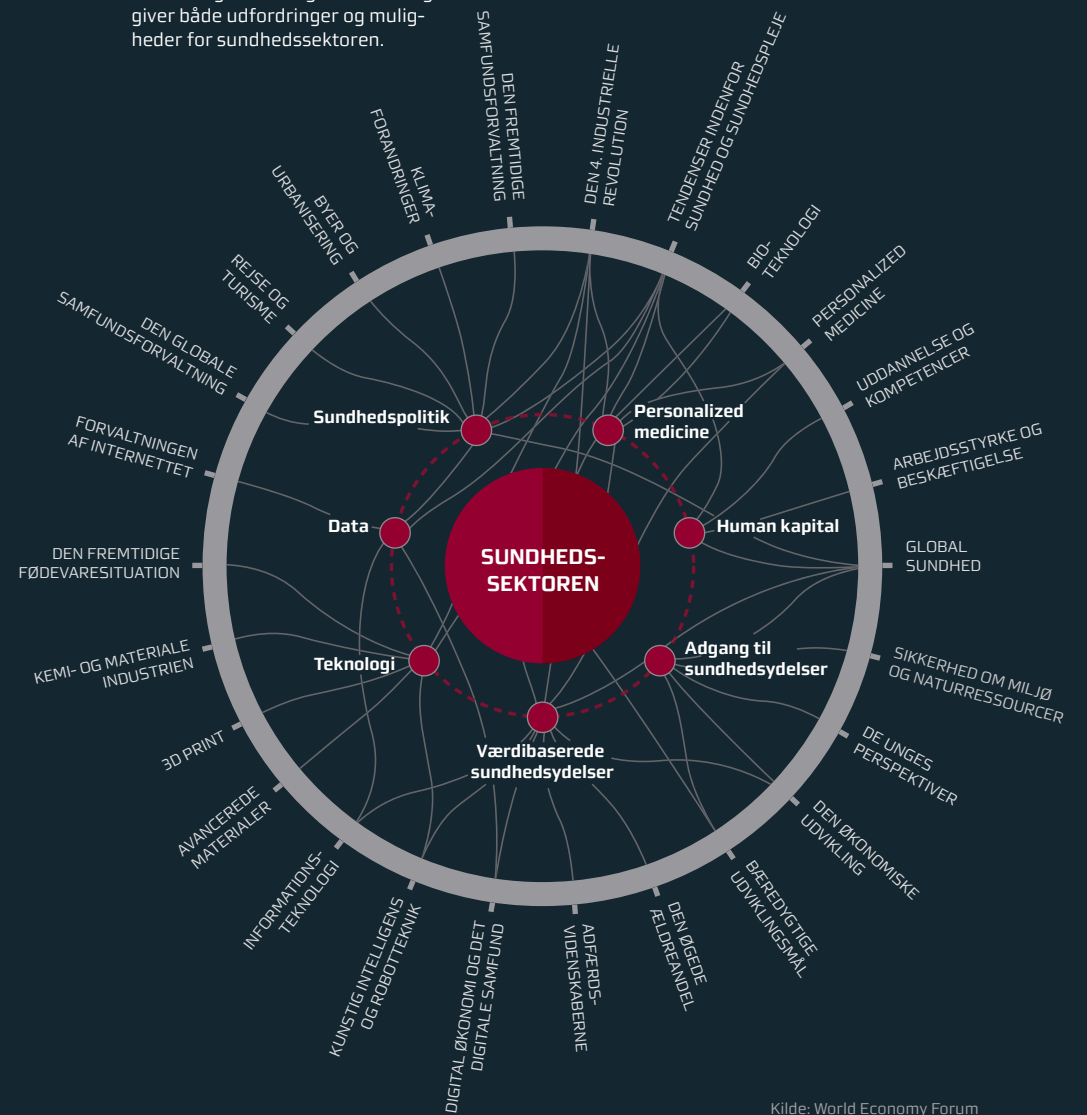 giver både udfordringer og mulig-
heder for sundhedssektoren.
DEN FREMTIDIGE
SAMFUNDSFORVALTNING
DEN 4. INDUSTRIELLE
REVOLUTION
TENDENSER INDENFOR
SUNDHED OG SUNDHEDSPLEJE
BIO-
TEKNOLOGI
PERSONALIZED
MEDICINE
UDDANNELSE OG
KOMPETENCER
ARBEJDSSTYRKE OG
BESKÆFTIGELSE
GLOBAL
SUNDHED
SIKKERHED OM MILJØ
OG NATURRESSOURCER
DE UNGES
PERSPEKTIVER
DEN ØKONOMISKE
UDVIKLING
BÆREDYGTIGE
UDVIKLINGSMÅL
DEN ØGEDE
ÆLDREANDEL
ADFÆRDS-
VIDENSKABERNE
DIGITAL ØKONOMI OG DET
DIGITALE SAMFUND
KUNSTIG INTELLIGENS
OG ROBOTTEKNIK
INFORMATIONS-
TEKNOLOGI
AVANCEREDE
MATERIALER
3D PRINT
KEMI- OG MATERIALE
INDUSTRIEN
DEN FREMTIDIGE
FØDEVARESITUATION
FORVALTNINGEN
AF INTERNETTET
DEN GLOBALE
SAMFUNDSFORVALTNING
REJSE OG
TURISME
BYER OG
URBANISERING
KLIMA-
FORANDRINGER
Sundhedspolitik
Personalized
medicine
Data
Human kapital
SUNDHEDS-
SEKTOREN
Teknologi
Adgang til
sundhedsydelser
Værdibaserede
sundhedsydelser
Kilde: World Economy Forum